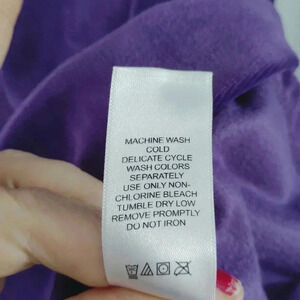 MACHINE WASH
COLD
DELICATE CYCLE
WASH COLORS
SEPARATELY
USE ONLY NON-
CHLORINE BLEACH
TUMBLE DRY LOW
REMOVE PROMPTLY
DO NOT IRON